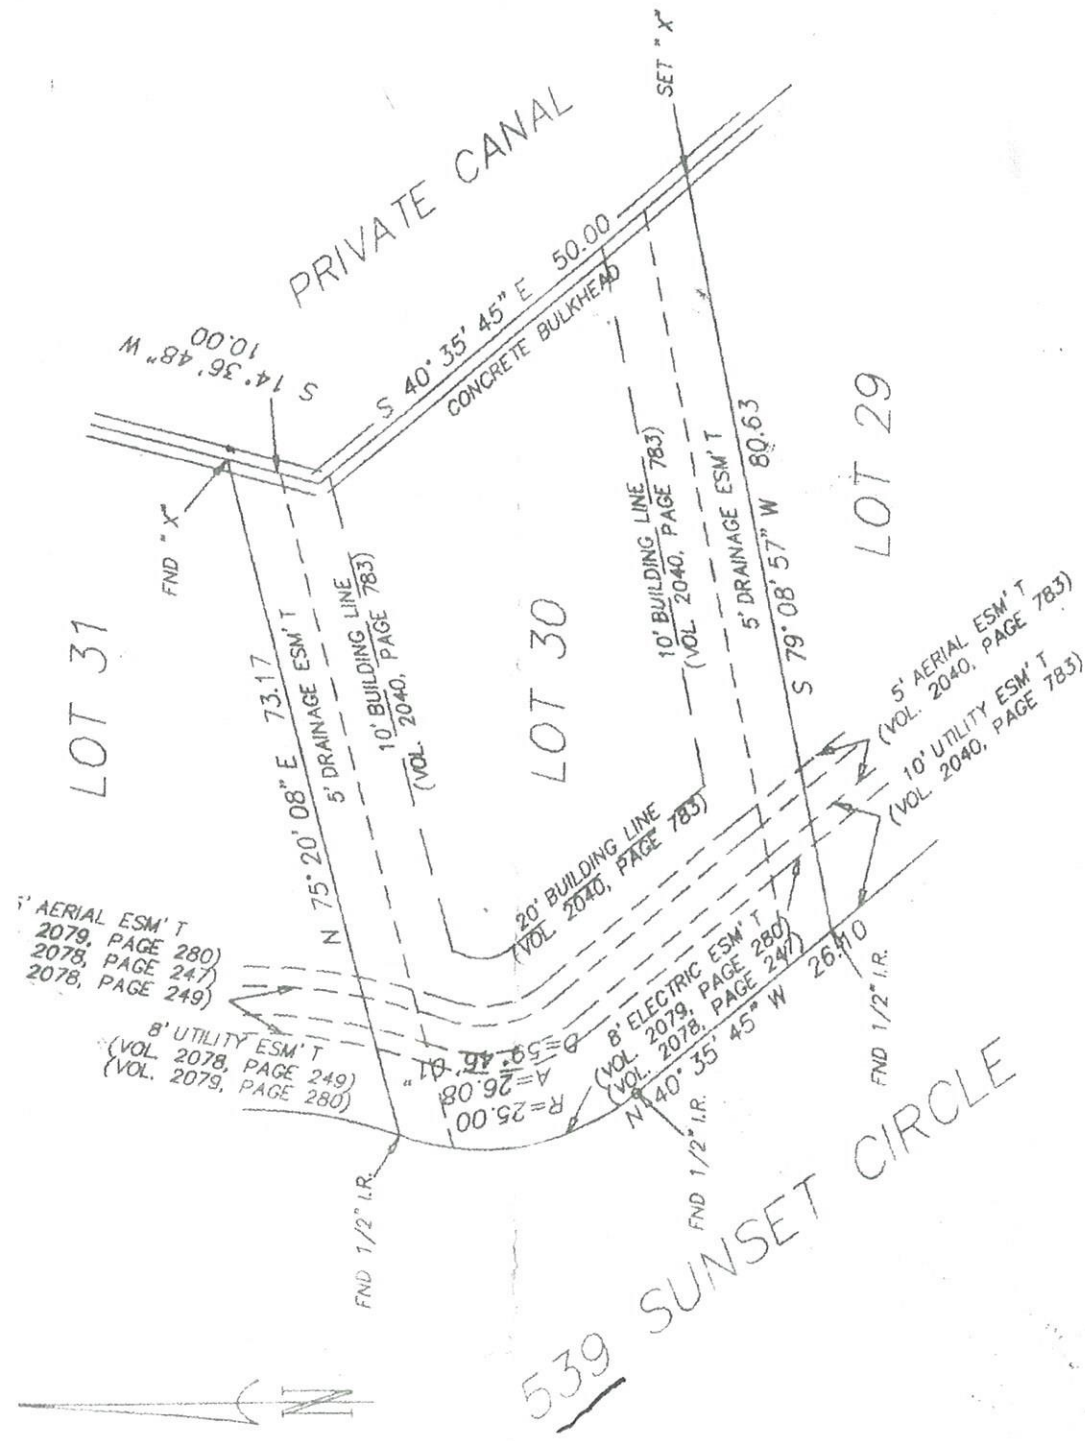 PRIVATE CANAL
SET "X"
S 14° 36' 48" W
10.00
S 40° 35' 45" E 50.00
CONCRETE BULKHEAD
FND "X"
LOT 31
N 75° 20' 08" E 73.17
5' DRAINAGE ESM'T
10' BUILDING LINE
(VOL. 2040, PAGE 783)
LOT 30
10' BUILDING LINE
(VOL. 2040, PAGE 783)
5' DRAINAGE ESM'T
S 79° 08' 57" W 80.63
LOT 29
5' AERIAL ESM'T
(VOL. 2040, PAGE 783)
10' UTILITY ESM'T
(VOL. 2040, PAGE 783)
20' BUILDING LINE
(VOL. 2040, PAGE 783)
AERIAL ESM'T
2079, PAGE 280)
2078, PAGE 247)
2078, PAGE 249)
8' UTILITY ESM'T
(VOL. 2078, PAGE 249)
(VOL. 2079, PAGE 280)
R=25.00
A=26.08
D=59° 46' 01"
8' ELECTRIC ESM'T
(VOL. 2079, PAGE 280)
(VOL. 2078, PAGE 247)
N 40° 35' 45" W 26.10
FND 1/2" I.R.
FND 1/2" I.R.
FND 1/2" I.R.
539 SUNSET CIRCLE
N